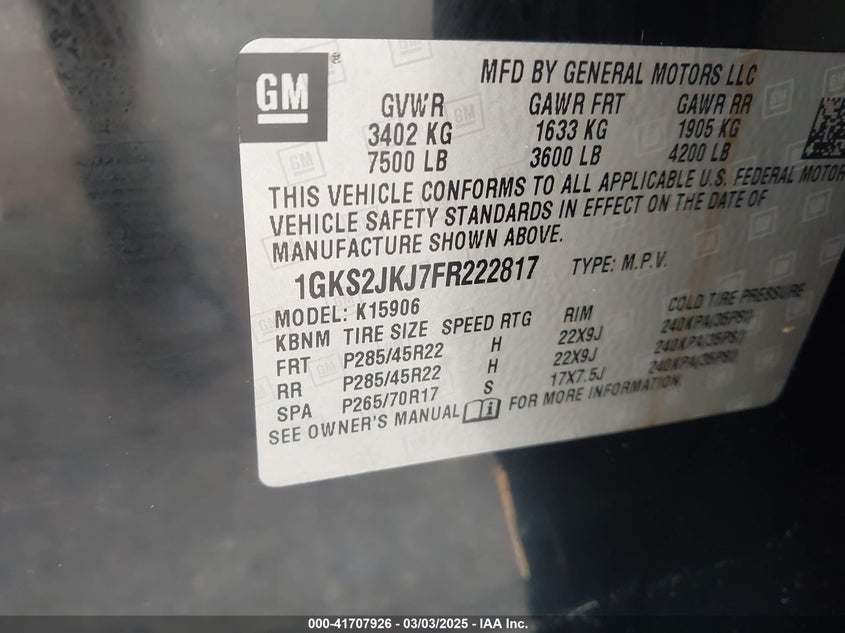 GM ®
MFD BY GENERAL MOTORS LLC
GVWR GAWR FRT GAWR RR
3402 KG 1633 KG 1905 KG
7500 LB 3600 LB 4200 LB
THIS VEHICLE CONFORMS TO ALL APPLICABLE U.S. FEDERAL MOTOR
VEHICLE SAFETY STANDARDS IN EFFECT ON THE DATE OF
MANUFACTURE SHOWN ABOVE.
1GKS2JKJ7FR222817 TYPE: M.P.V.
MODEL: K15906
KBNM TIRE SIZE SPEED RTG RIM COLD TIRE PRESSURE
FRT P285/45R22 H 22X9J 240KPA(35PSI)
RR P285/45R22 H 22X9J 240KPA(35PSI)
SPA P265/70R17 S 17X7.5J 240KPA(35PSI)
SEE OWNER'S MANUAL FOR MORE INFORMATION.
000-41707926 - 03/03/2025 - IAA Inc.